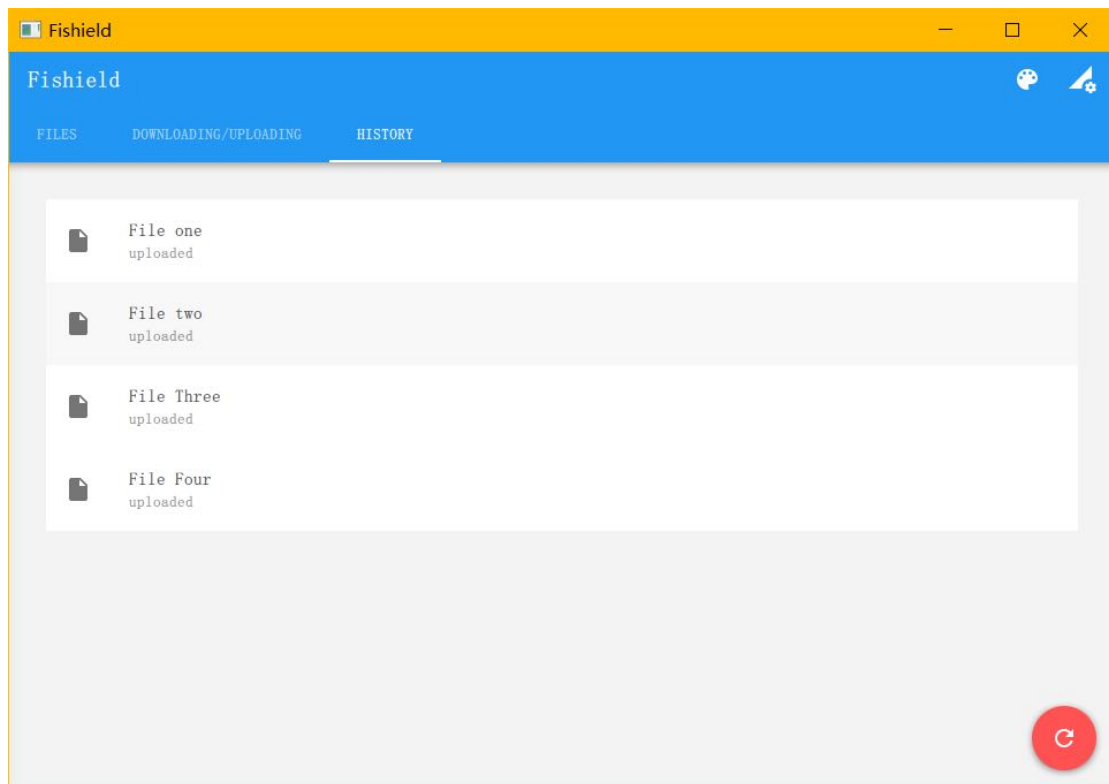 Fishield
Fishield
FILES DOWNLOADING/UPLOADING HISTORY
File one
uploaded
File two
uploaded
File Three
uploaded
File Four
uploaded